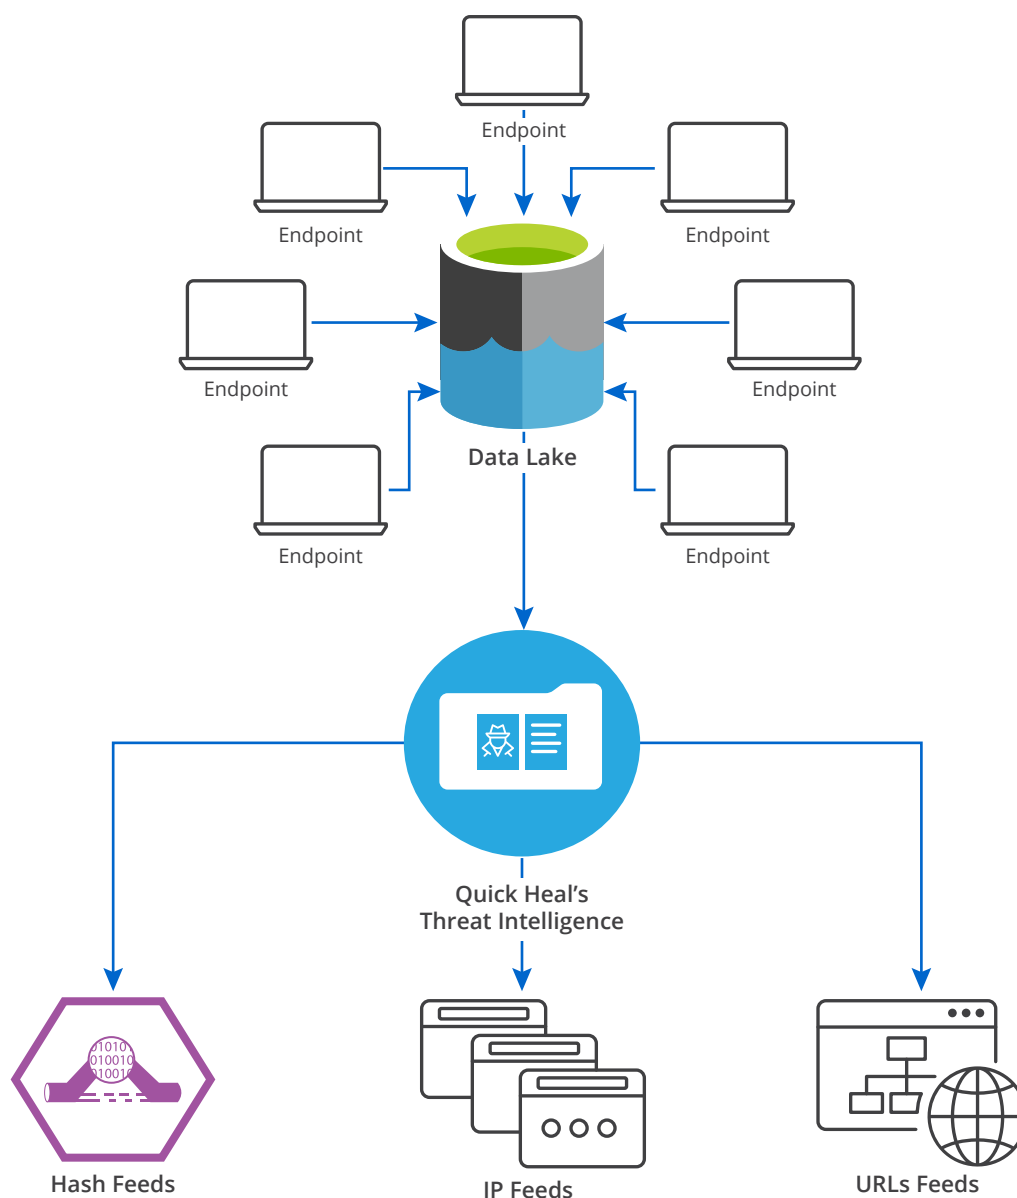 Endpoint
Endpoint
Endpoint
Endpoint
Endpoint
Data Lake
Endpoint
Endpoint
Quick Heal’s
Threat Intelligence
01010
010010
010010
Hash Feeds
IP Feeds
URLs Feeds